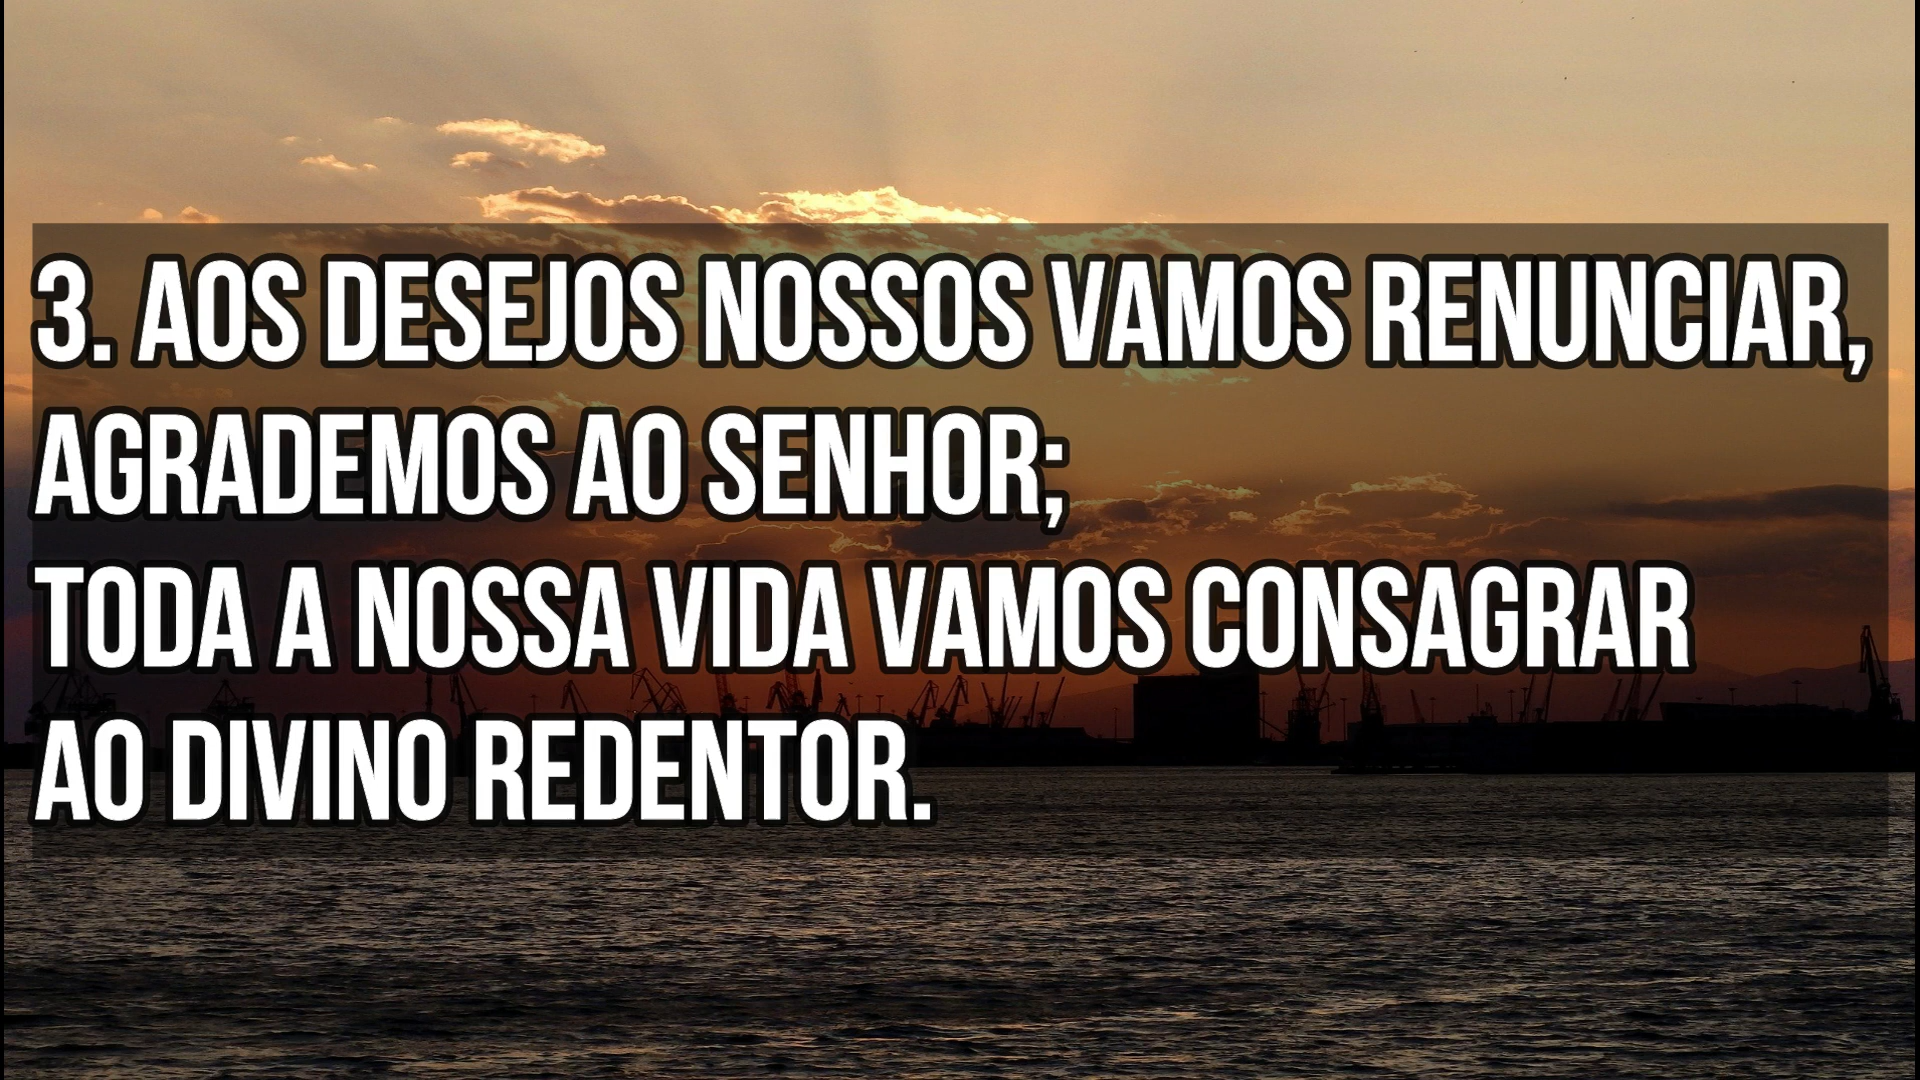 3. AOS DESEJOS NOSSOS VAMOS RENUNCIAR,
AGRADEMOS AO SENHOR;
TODA A NOSSA VIDA VAMOS CONSAGRAR
AO DIVINO REDENTOR.